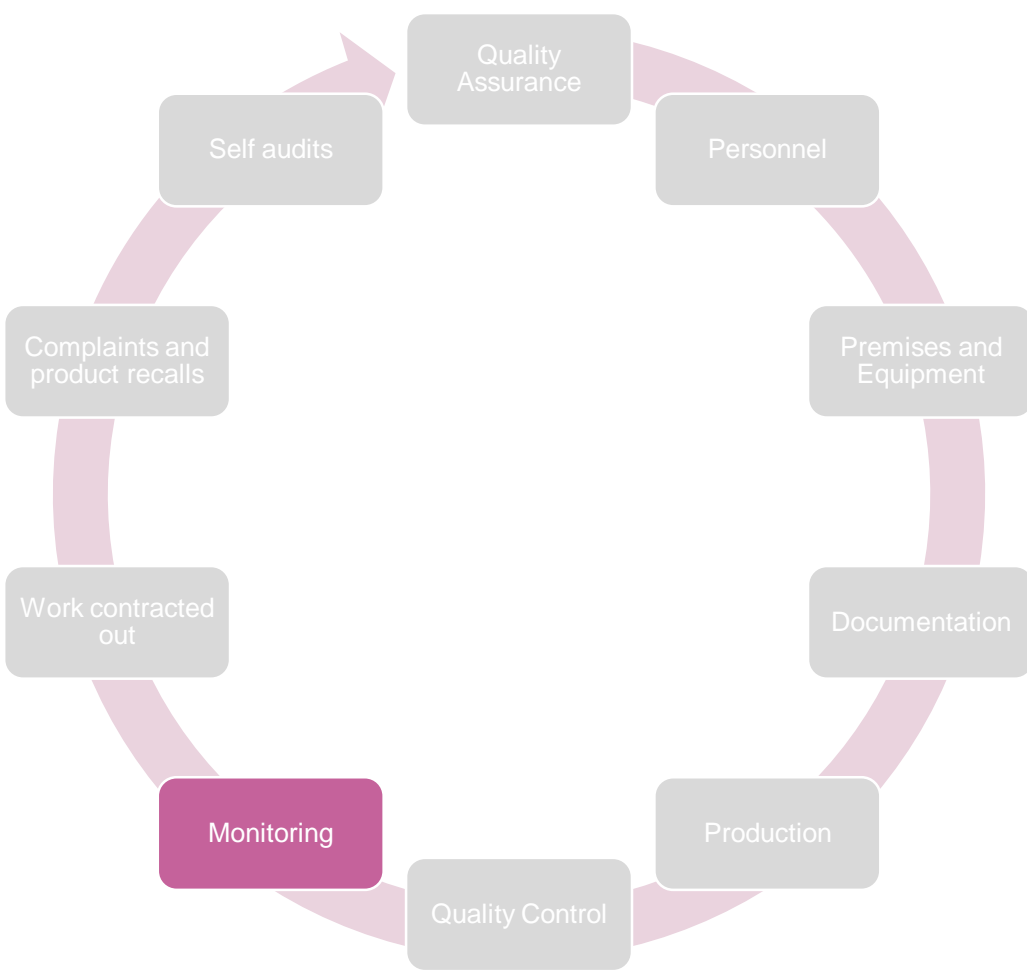 Quality
Assurance
Personnel
Premises and
Equipment
Documentation
Production
Quality Control
Monitoring
Work contracted
out
Complaints and
product recalls
Self audits